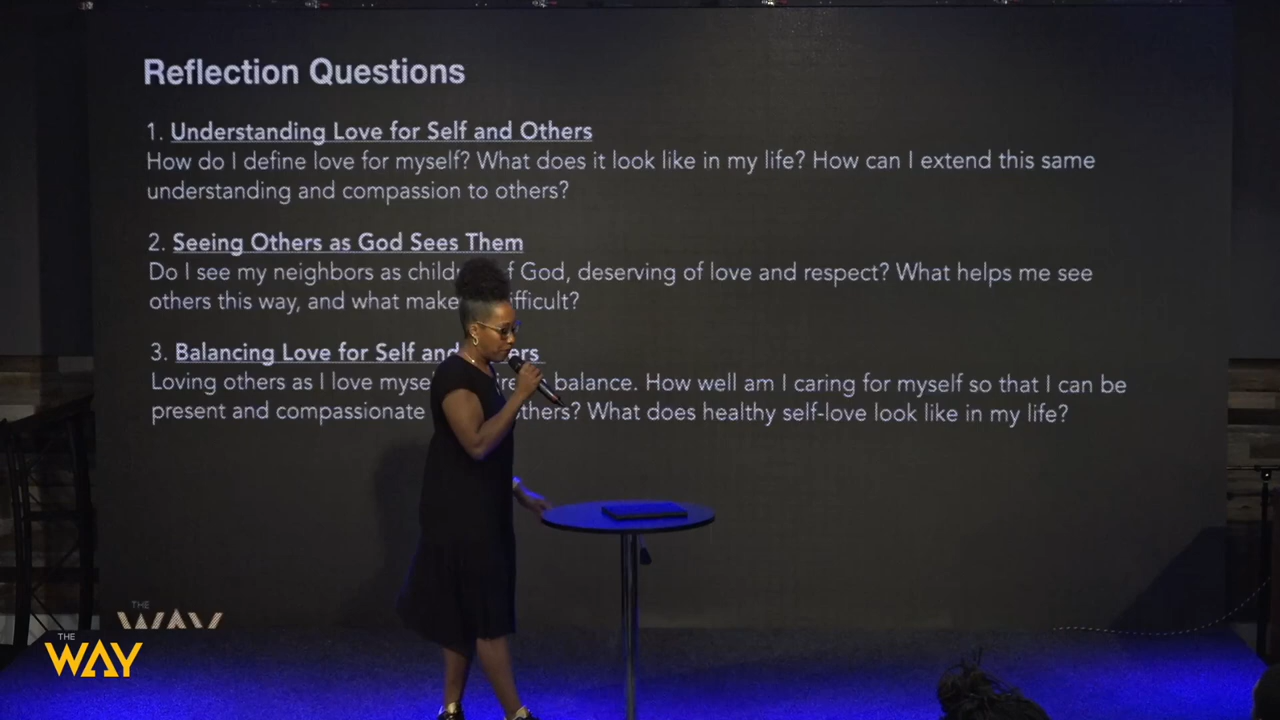 Reflection Questions
1. Understanding Love for Self and Others
How do I define love for myself? What does it look like in my life? How can I extend this same
understanding and compassion to others?
2. Seeing Others as God Sees Them
Do I see my neighbors as of God, deserving of love and respect? What helps me see
others this way, and what difficult?
3. Balancing Love for Self and
Loving others as I love balance. How well am I caring for myself so that I can be
present and compassionate others? What does healthy self-love look like in my life?
THE
WAY
THE
WAY